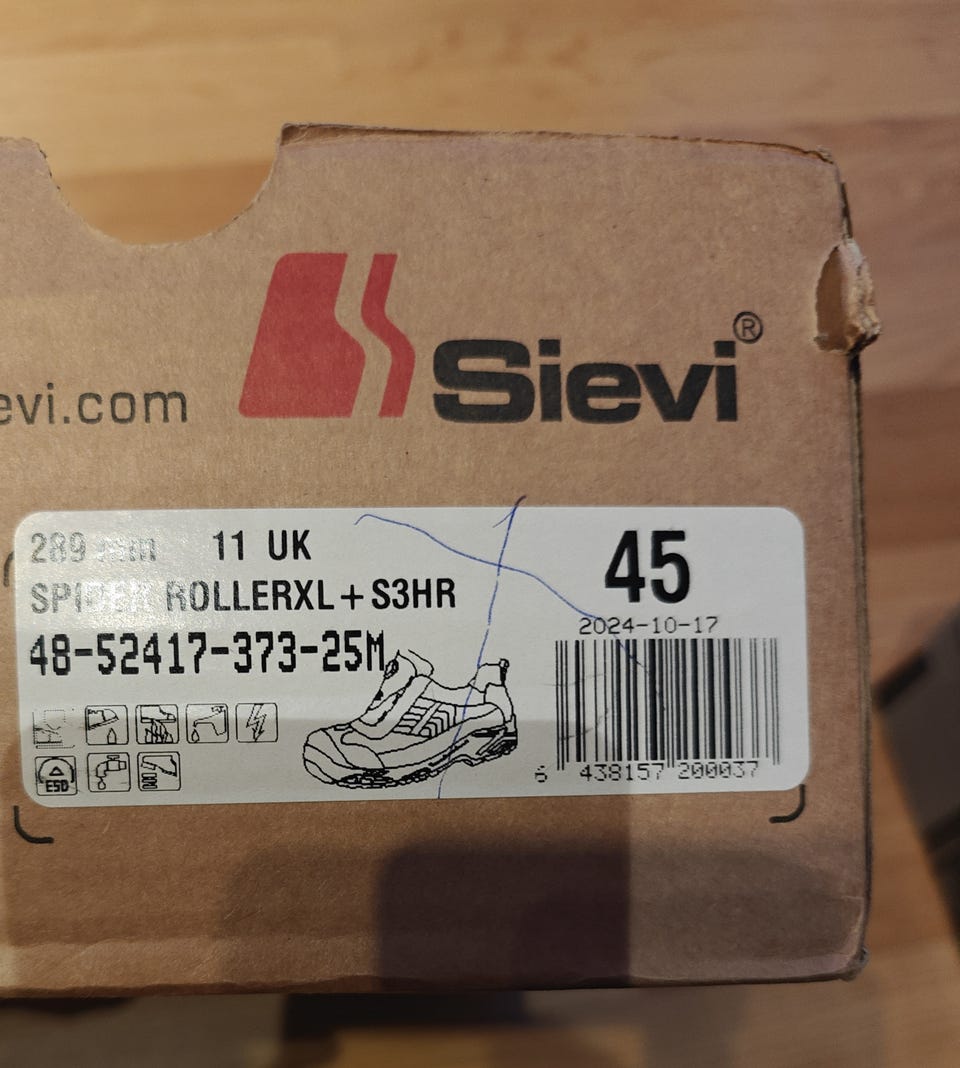 Sievi®
evi.com
289 mm 11 UK 45
SPIDER ROLLERXL+S3HR
2024-10-17
48-52417-373-25M
ESD
6 438157 200037